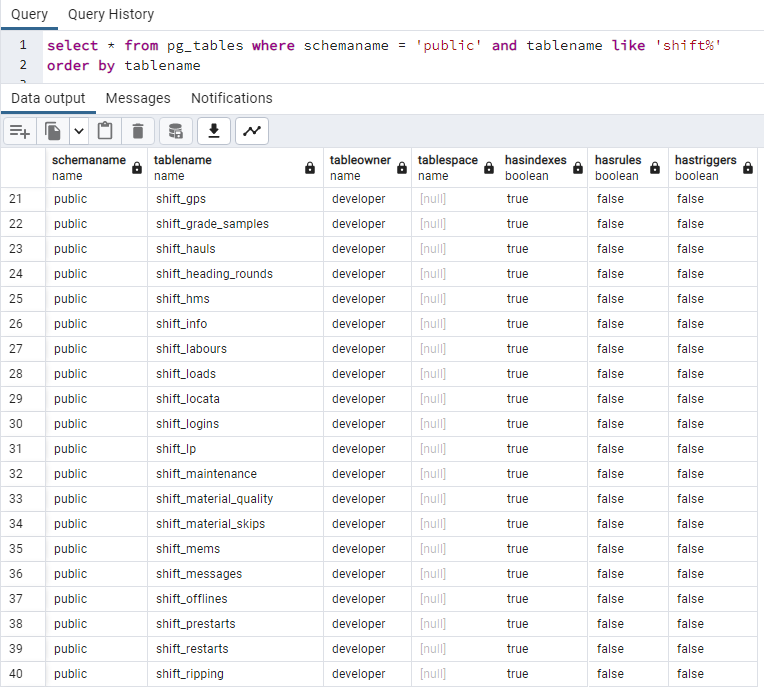 Query Query History
1 select * from pg_tables where schemaname = 'public' and tablename like 'shift%'
2 order by tablename
Data output Messages Notifications
schemaname tablename tableowner tablespace hasindexes hasrules hastriggers
name name name name boolean boolean boolean
21 public shift_gps developer [null] true false false
22 public shift_grade_samples developer [null] true false false
23 public shift_hauls developer [null] true false false
24 public shift_heading_rounds developer [null] true false false
25 public shift_hms developer [null] true false false
26 public shift_info developer [null] true false false
27 public shift_labours developer [null] true false false
28 public shift_loads developer [null] true false false
29 public shift_locata developer [null] true false false
30 public shift_logins developer [null] true false false
31 public shift_lp developer [null] true false false
32 public shift_maintenance developer [null] true false false
33 public shift_material_quality developer [null] true false false
34 public shift_material_skips developer [null] true false false
35 public shift_mems developer [null] true false false
36 public shift_messages developer [null] true false false
37 public shift_offlines developer [null] true false false
38 public shift_prestarts developer [null] true false false
39 public shift_restarts developer [null] true false false
40 public shift_ripping developer [null] true false false